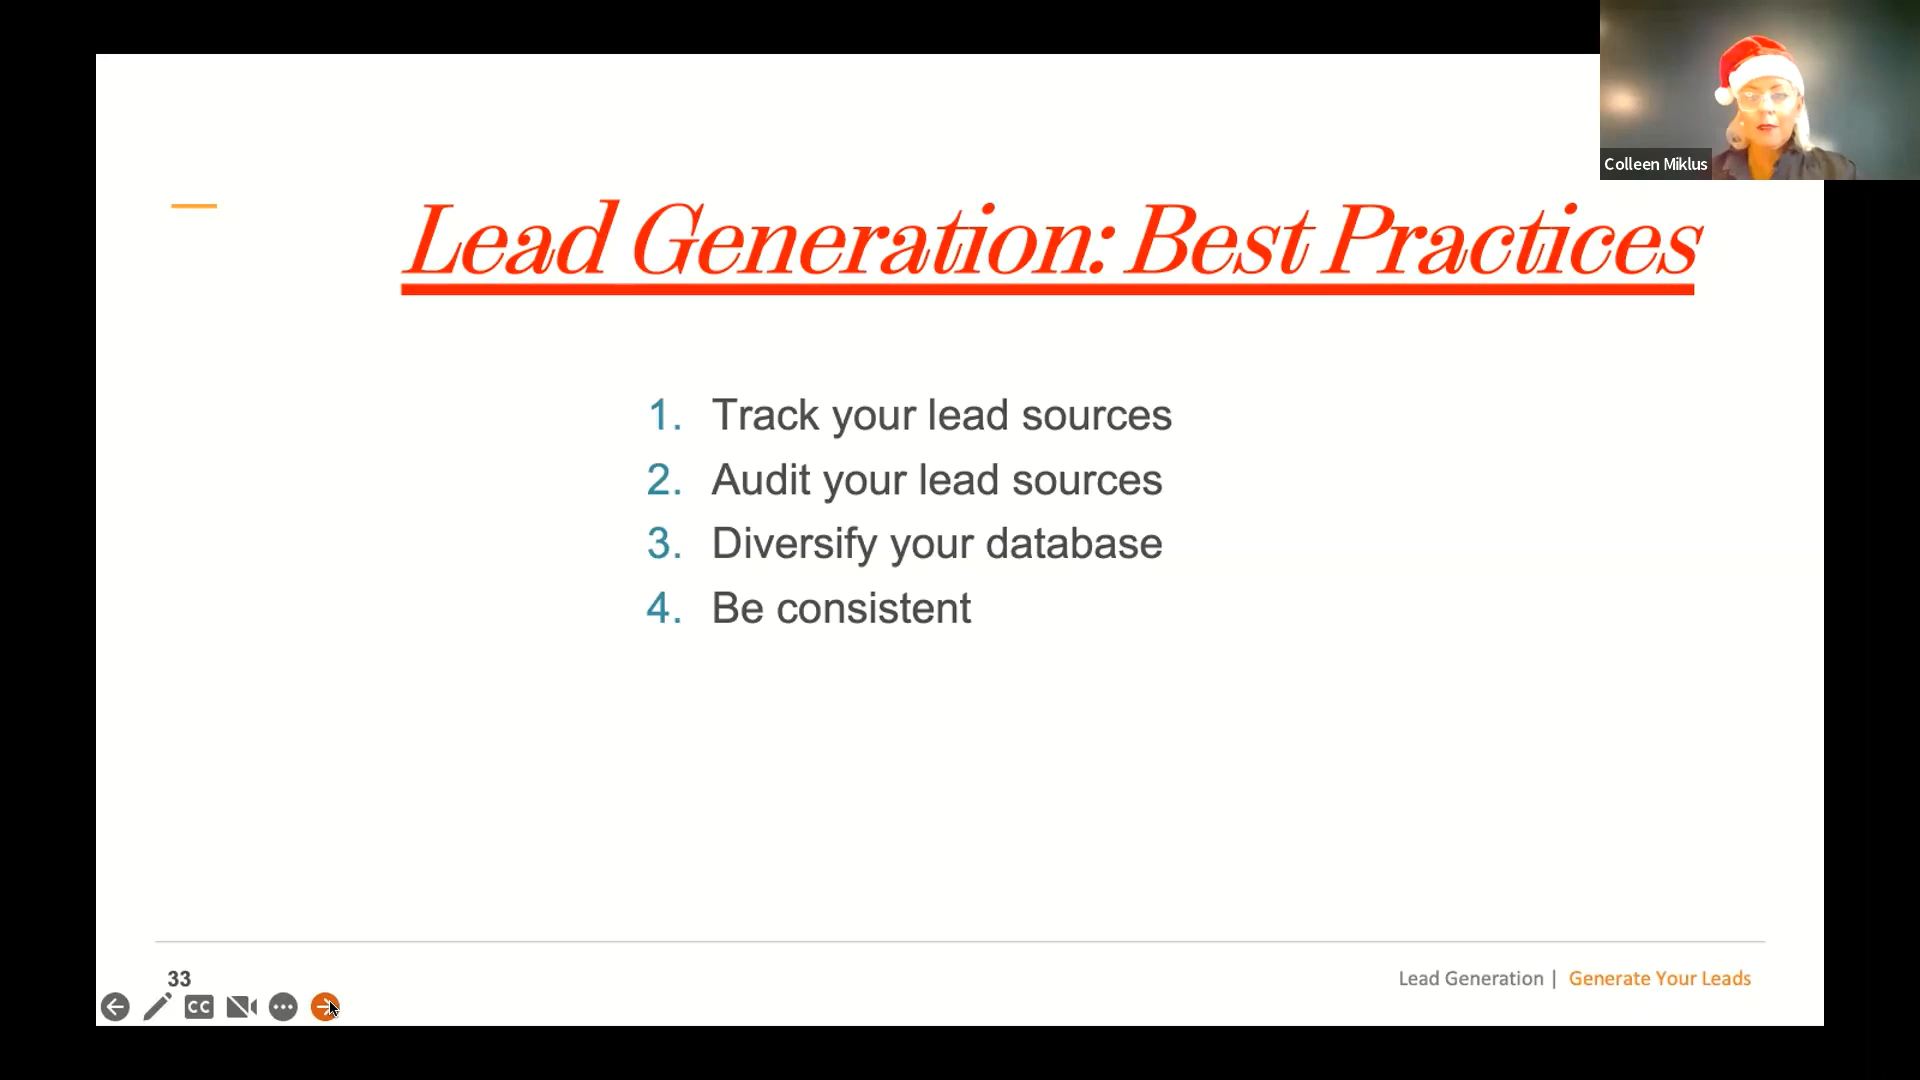 Colleen Miklus
Lead Generation: Best Practices
1. Track your lead sources
2. Audit your lead sources
3. Diversify your database
4. Be consistent
33
Lead Generation | Generate Your Leads
CC